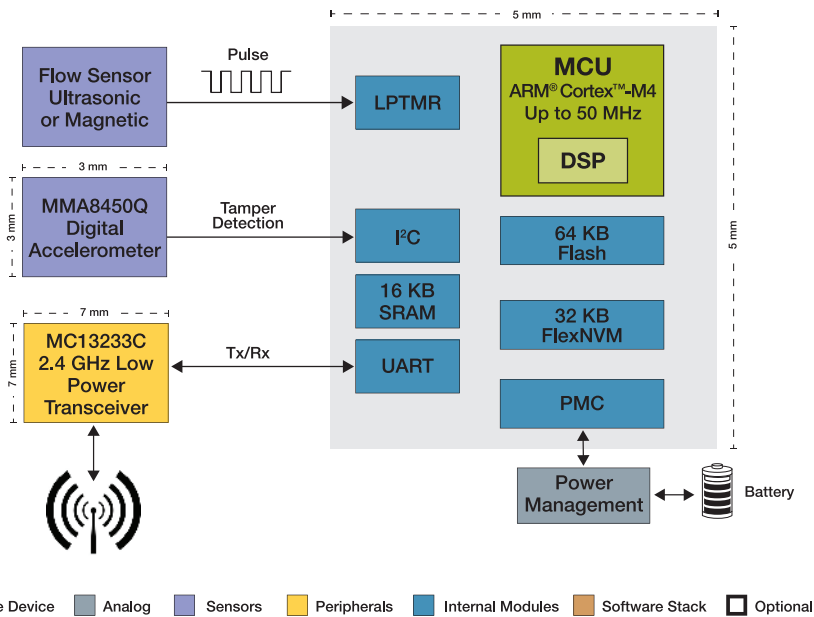 5 mm
Flow Sensor
Ultrasonic
or Magnetic
Pulse
LPTMR
MCU
ARM® Cortex™-M4
Up to 50 MHz
DSP
3 mm
3 mm
MMA8450Q
Digital
Accelerometer
Tamper
Detection
I²C
64 KB
Flash
5 mm
16 KB
SRAM
32 KB
FlexNVM
7 mm
7 mm
MC13233C
2.4 GHz Low
Power
Transceiver
Tx/Rx
UART
PMC
Power
Management
Battery
e Device
Analog
Sensors
Peripherals
Internal Modules
Software Stack
Optional